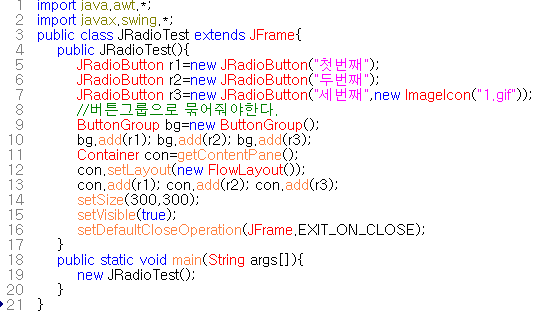 1 import java.awt.*;
2 import javax.swing.*;
3 public class JRadioTest extends JFrame{
4 public JRadioTest(){
5 JRadioButton r1=new JRadioButton("첫번째");
6 JRadioButton r2=new JRadioButton("두번째");
7 JRadioButton r3=new JRadioButton("세번째",new ImageIcon("1.gif"));
8 //버튼그룹으로 묶어줘야한다.
9 ButtonGroup bg=new ButtonGroup();
10 bg.add(r1); bg.add(r2); bg.add(r3);
11 Container con=getContentPane();
12 con.setLayout(new FlowLayout());
13 con.add(r1); con.add(r2); con.add(r3);
14 setSize(300,300);
15 setVisible(true);
16 setDefaultCloseOperation(JFrame.EXIT_ON_CLOSE);
17 }
18 public static void main(String args[]){
19 new JRadioTest();
20 }
21 }